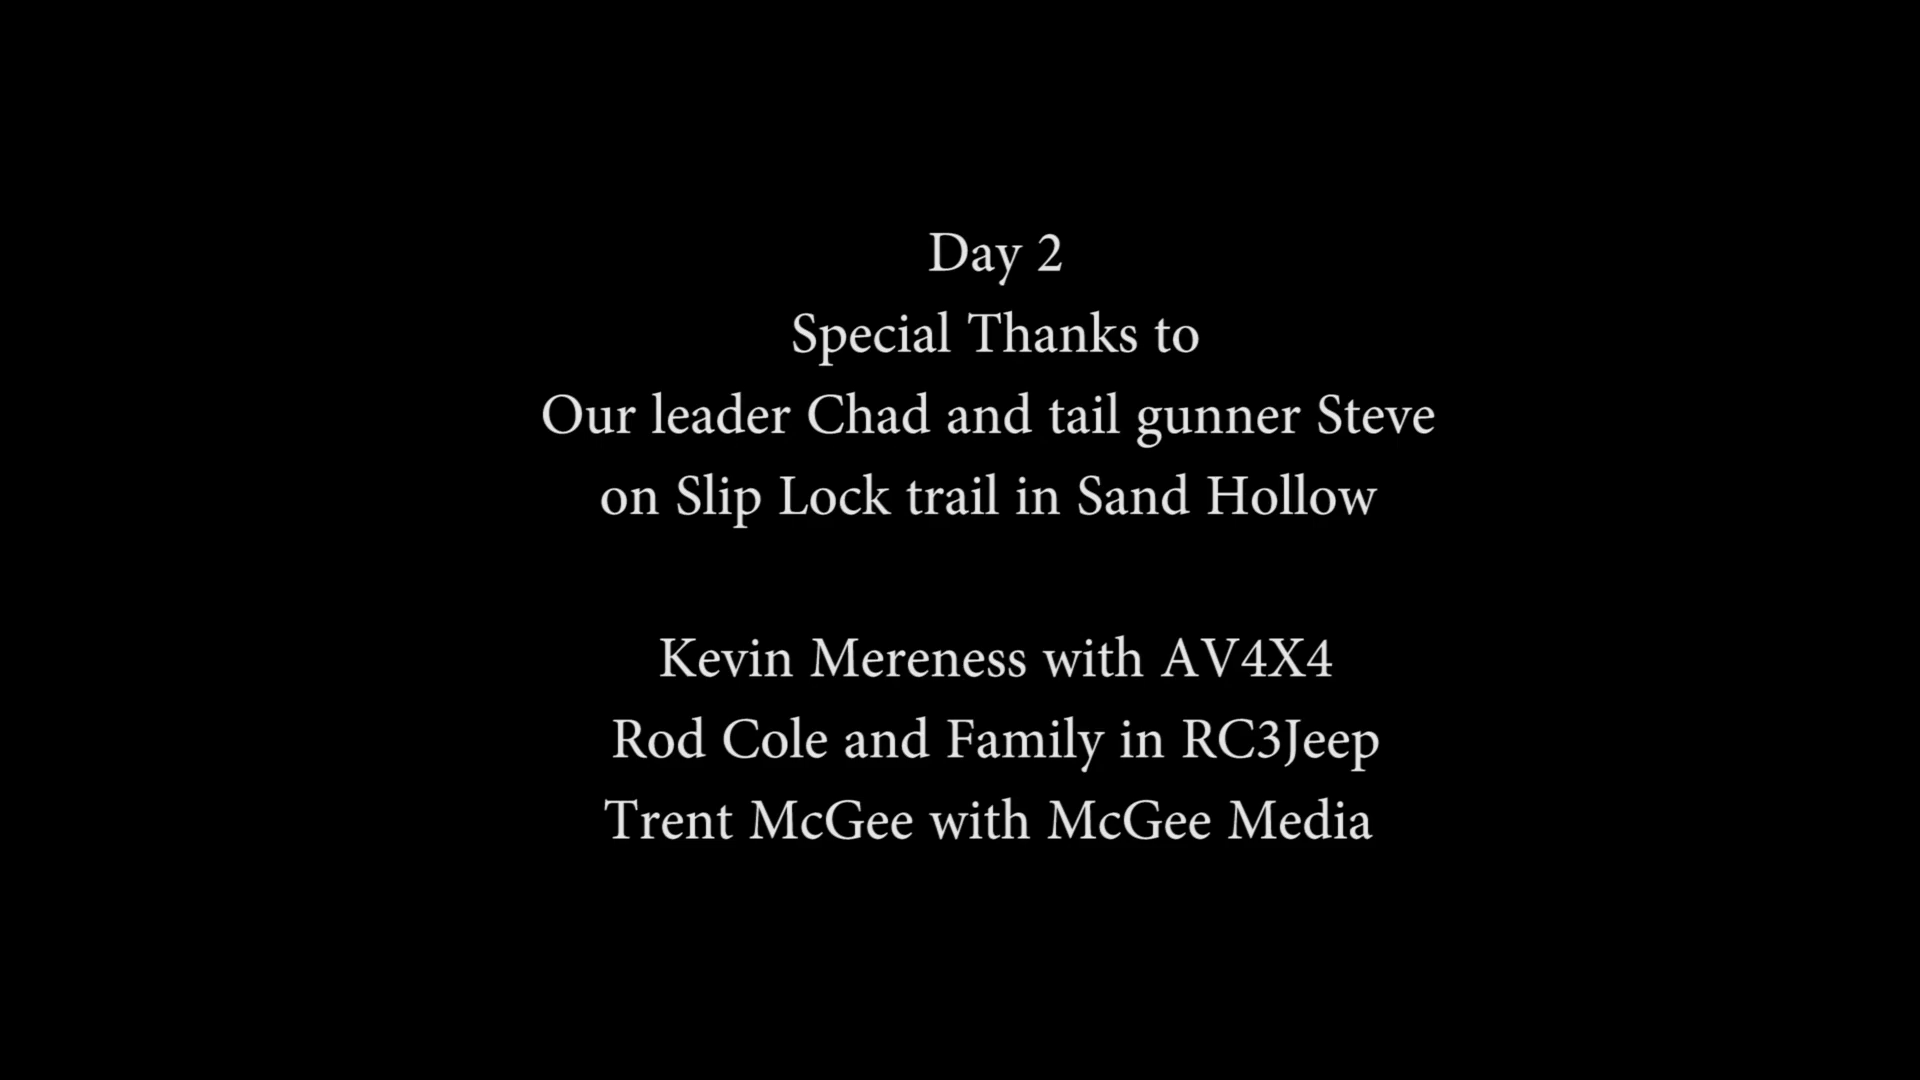 Day 2
Special Thanks to
Our leader Chad and tail gunner Steve
on Slip Lock trail in Sand Hollow
Kevin Mereness with AV4X4
Rod Cole and Family in RC3Jeep
Trent McGee with McGee Media